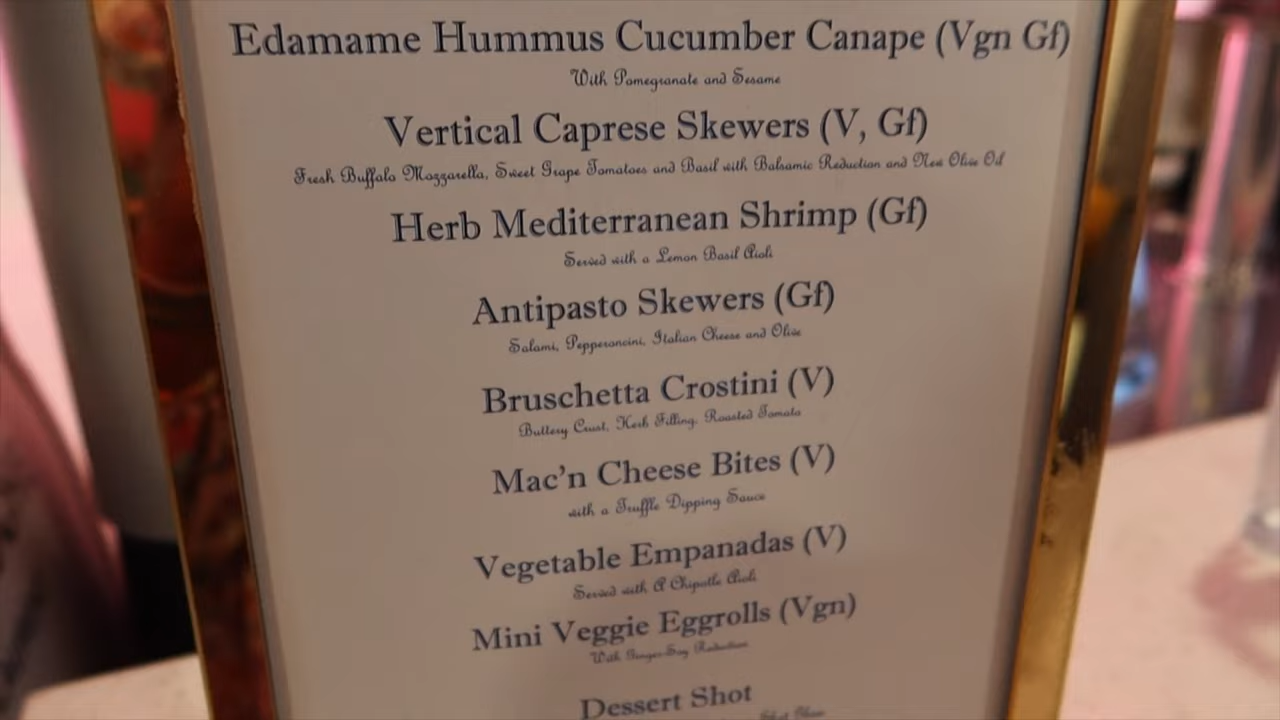 Edamame Hummus Cucumber Canape (Vgn Gf)
With Pomegranate and Sesame
Vertical Caprese Skewers (V, Gf)
Fresh Buffalo Mozzarella, Sweet Grape Tomatoes and Basil with Balsamic Reduction and New Olive Oil
Herb Mediterranean Shrimp (Gf)
Served with a Lemon Basil Aioli
Antipasto Skewers (Gf)
Salami, Pepperoncini, Italian Cheese and Olive
Bruschetta Crostini (V)
Buttery Crust, Herb Filling, Roasted Tomato
Mac'n Cheese Bites (V)
with a Truffle Dipping Sauce
Vegetable Empanadas (V)
Served with A Chipotle Aioli
Mini Veggie Eggrolls (Vgn)
With Ginger-Soy Reduction
Dessert Shot